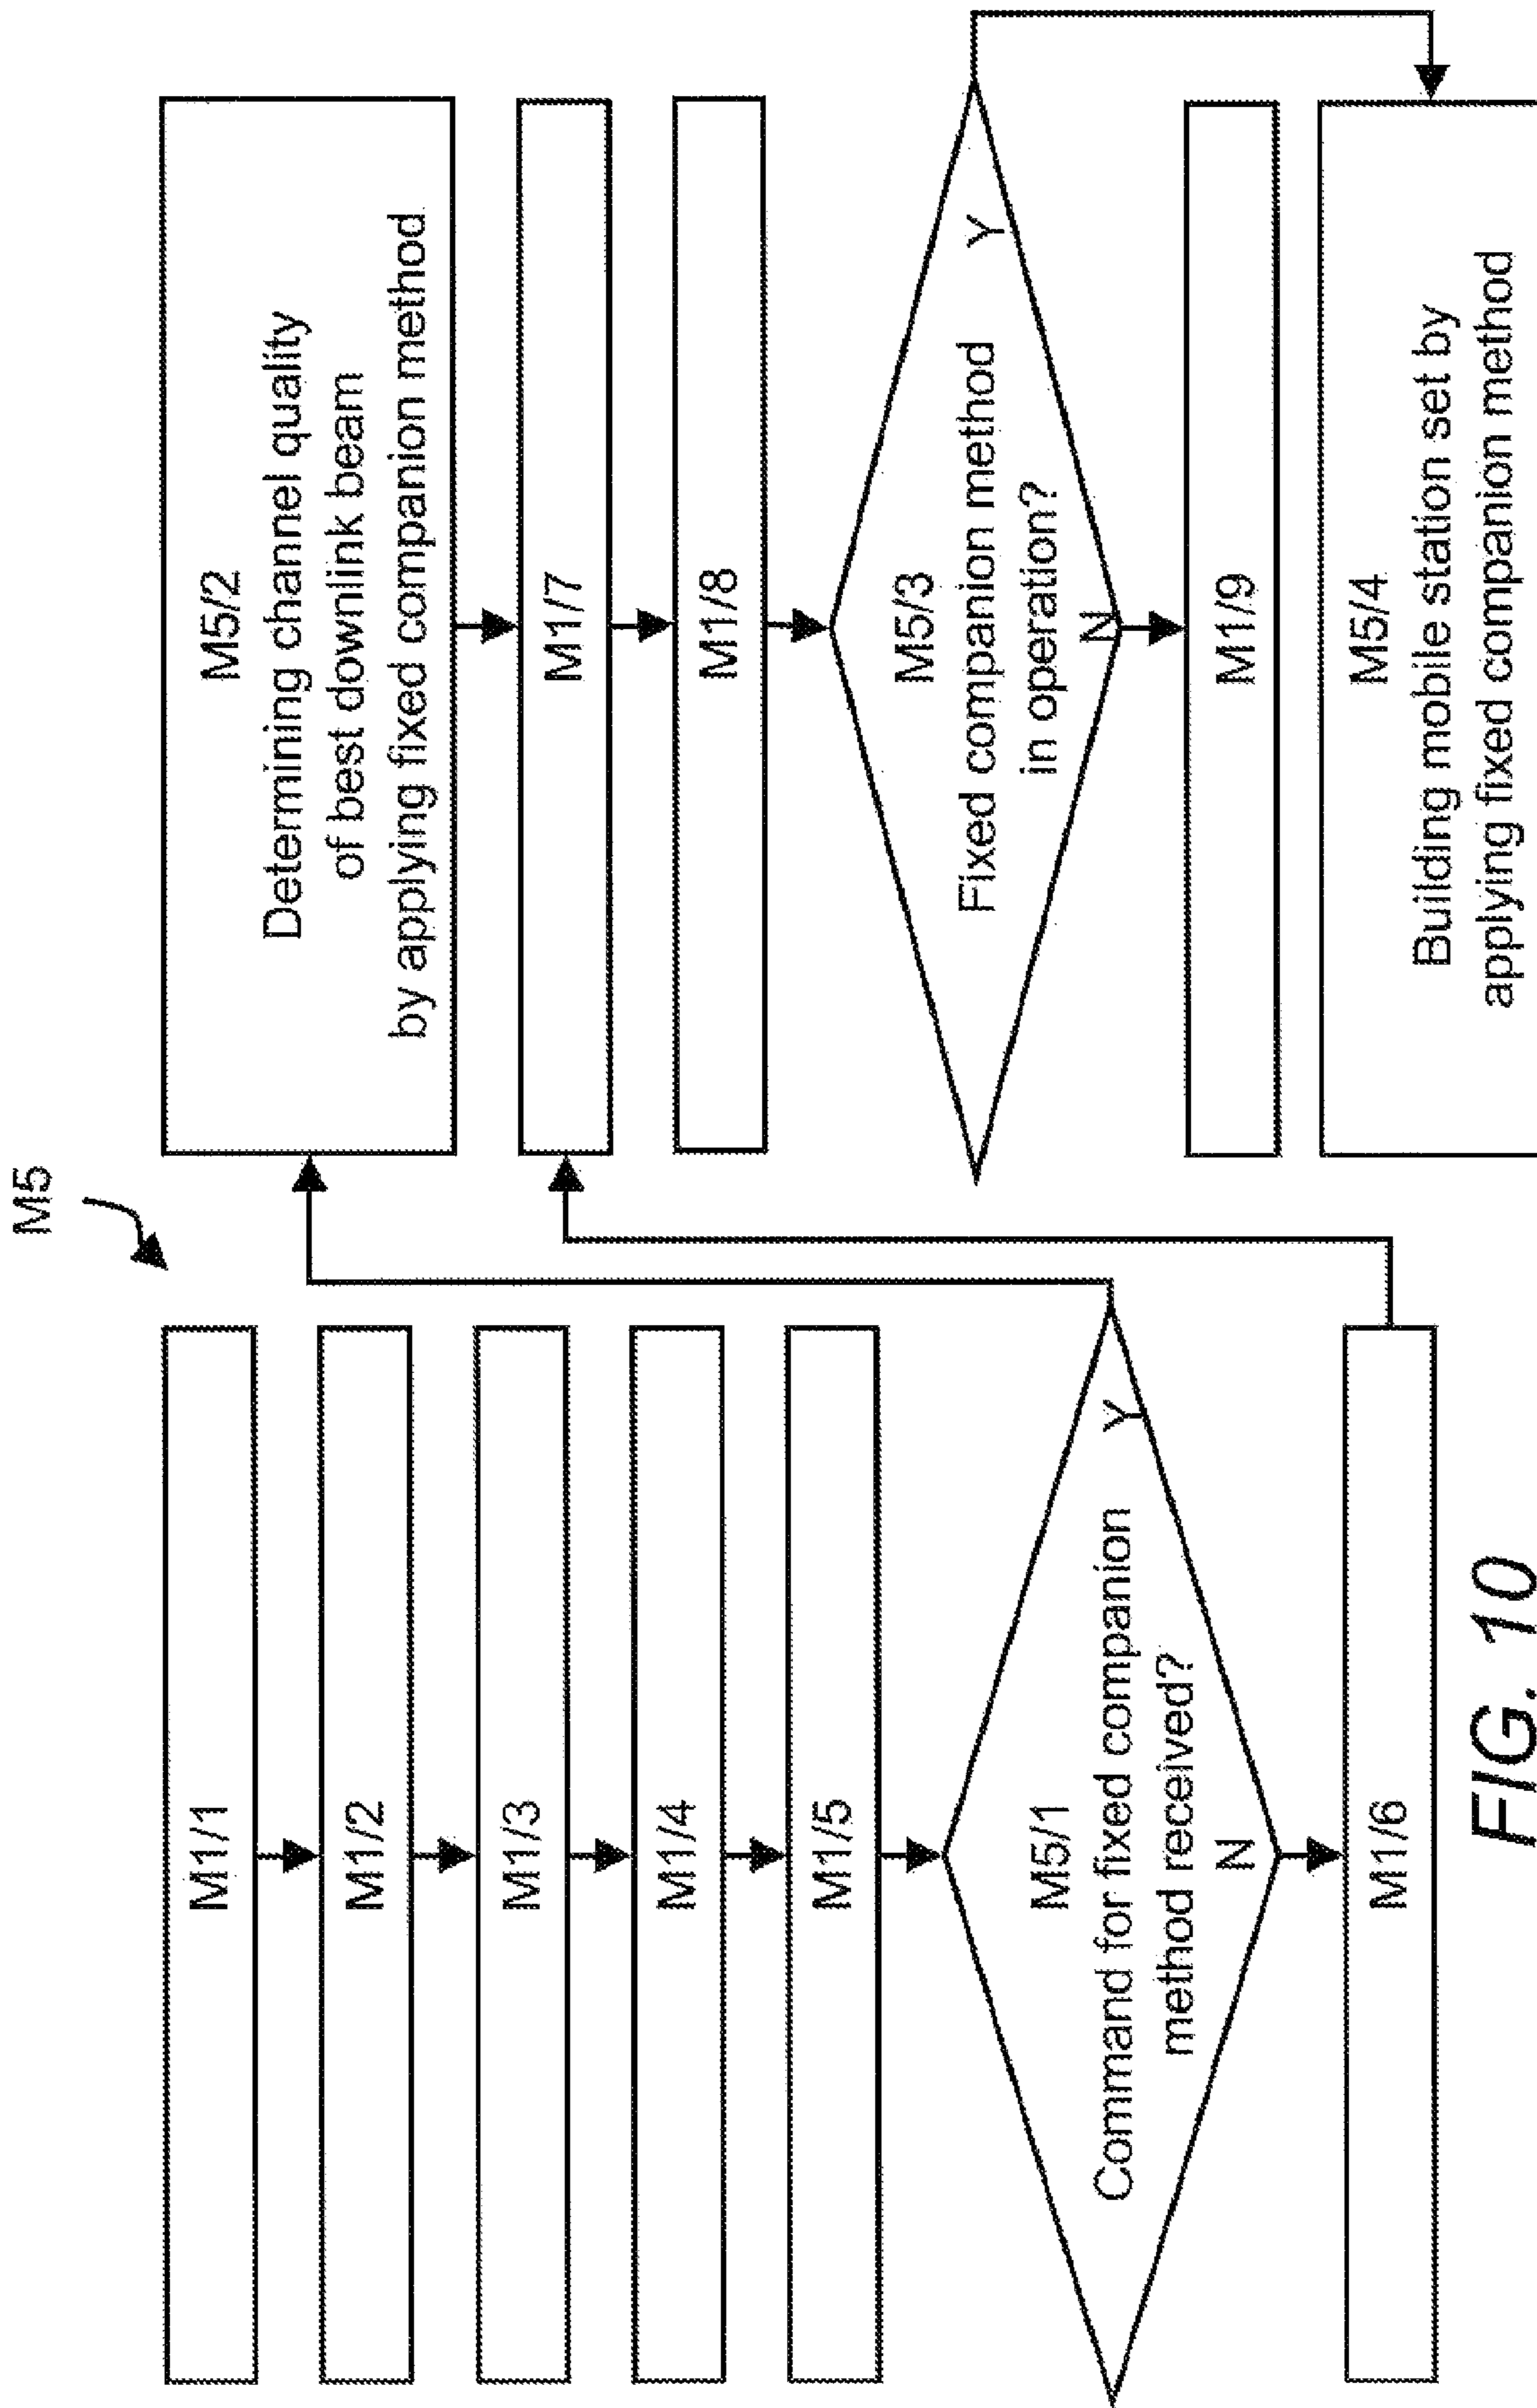 M5
M1/1
M1/2
M1/3
M1/4
M1/5
M5/1
Command for fixed companion
method received?
Y
N
M1/6
M5/2
Determining channel quality
of best downlink beam
by applying fixed companion method
M1/7
M1/8
M5/3
Fixed companion method
in operation?
Y
N
M1/9
M5/4
Building mobile station set by
applying fixed companion method
FIG. 10